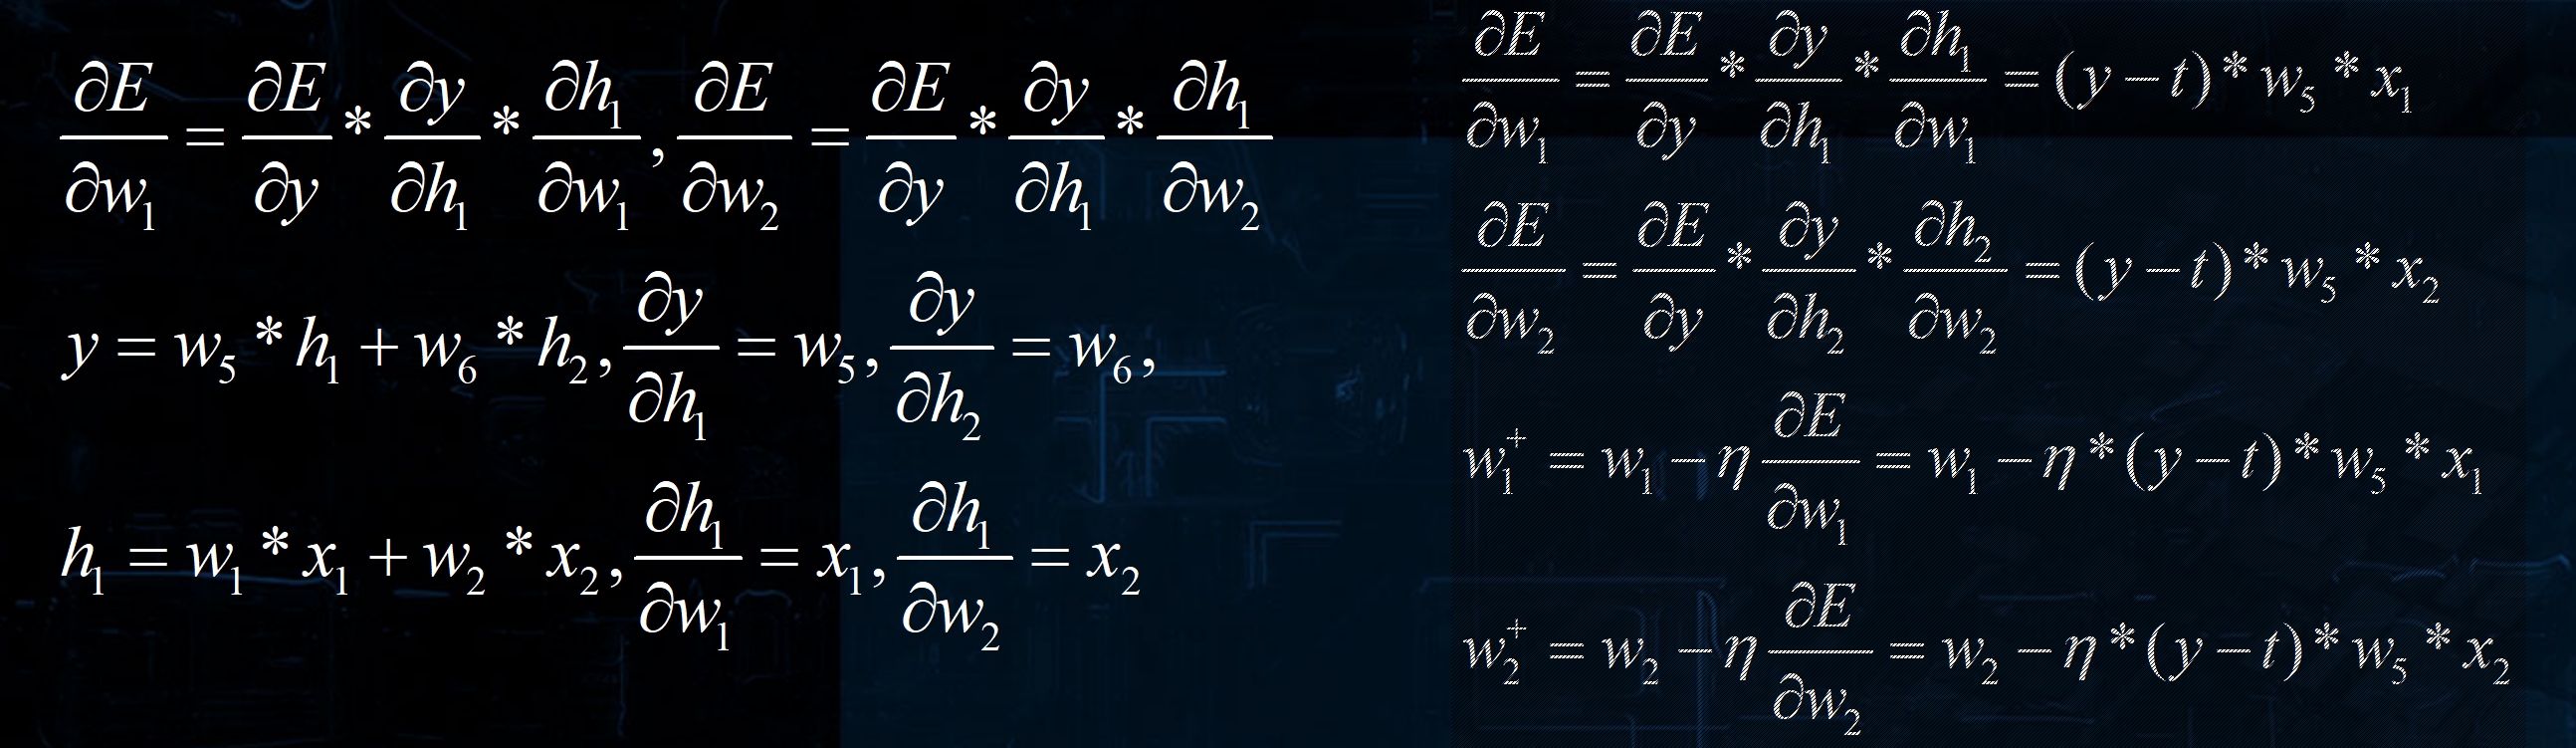 ∂E/∂w₁ = ∂E/∂y * ∂y/∂h₁ * ∂h₁/∂w₁, ∂E/∂w₂ = ∂E/∂y * ∂y/∂h₁ * ∂h₁/∂w₂
y = w₅ * h₁ + w₆ * h₂, ∂y/∂h₁ = w₅, ∂y/∂h₂ = w₆,
h₁ = w₁ * x₁ + w₂ * x₂, ∂h₁/∂w₁ = x₁, ∂h₁/∂w₂ = x₂
∂E/∂w₁ = ∂E/∂y * ∂y/∂h₁ * ∂h₁/∂w₁ = (y − t) * w₅ * x₁
∂E/∂w₂ = ∂E/∂y * ∂y/∂h₂ * ∂h₂/∂w₂ = (y − t) * w₅ * x₂
w₁⁺ = w₁ − η ∂E/∂w₁ = w₁ − η * (y − t) * w₅ * x₁
w₂⁺ = w₂ − η ∂E/∂w₂ = w₂ − η * (y − t) * w₅ * x₂